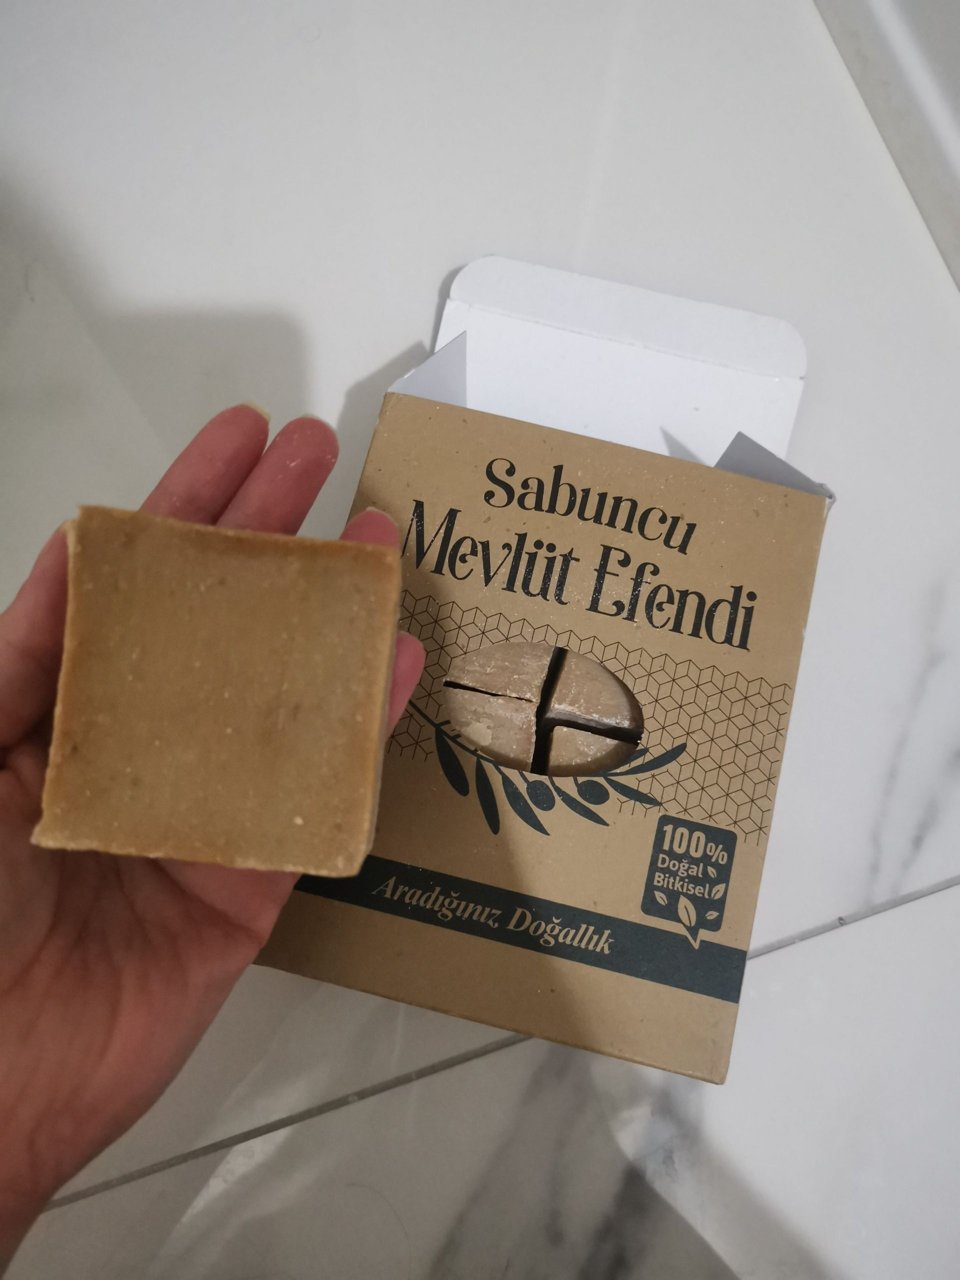 Sabuncu
Mevlüt Efendi
100%
Doğal
Bitkisel
Aradığınız Doğallık